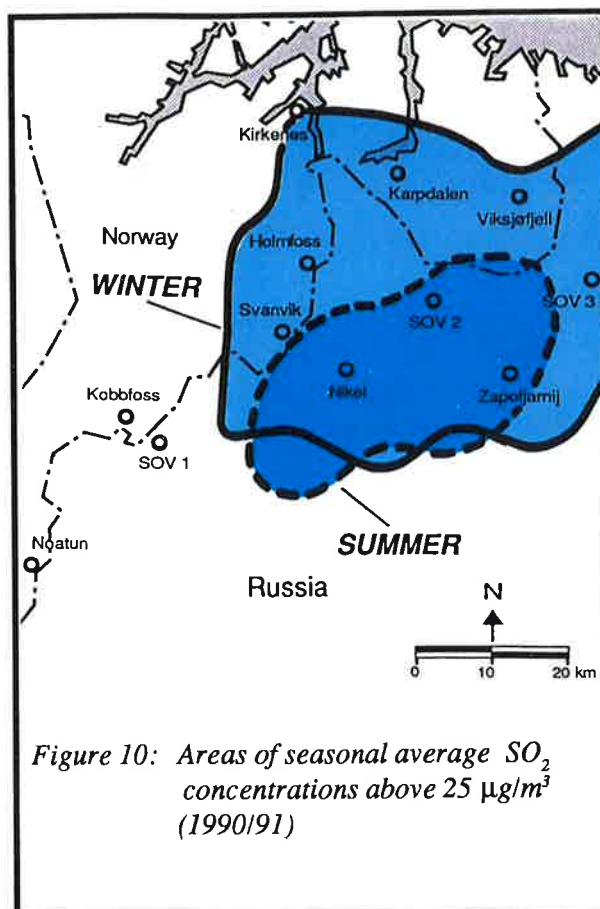 Kirkenes
Karpdalen
Viksjøfjell
Norway
Holmfoss
WINTER
SOV 3
Svanvik
SOV 2
Nikel
Zapoljarnij
Kobbfoss
SOV 1
SUMMER
Noatun
Russia
N
0 10 20 km
Figure 10: Areas of seasonal average SO₂
concentrations above 25 µg/m³
(1990/91)